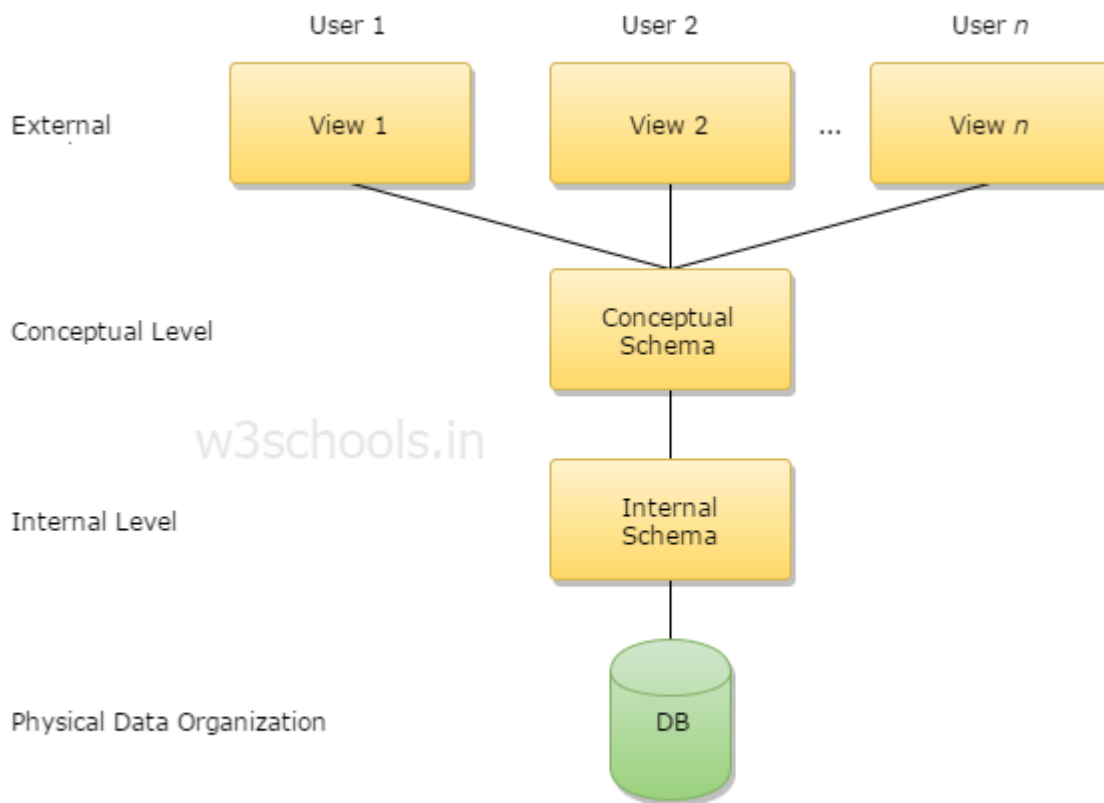 User 1
User 2
User n
External
View 1
View 2
...
View n
Conceptual Level
Conceptual
Schema
w3schools.in
Internal Level
Internal
Schema
Physical Data Organization
DB